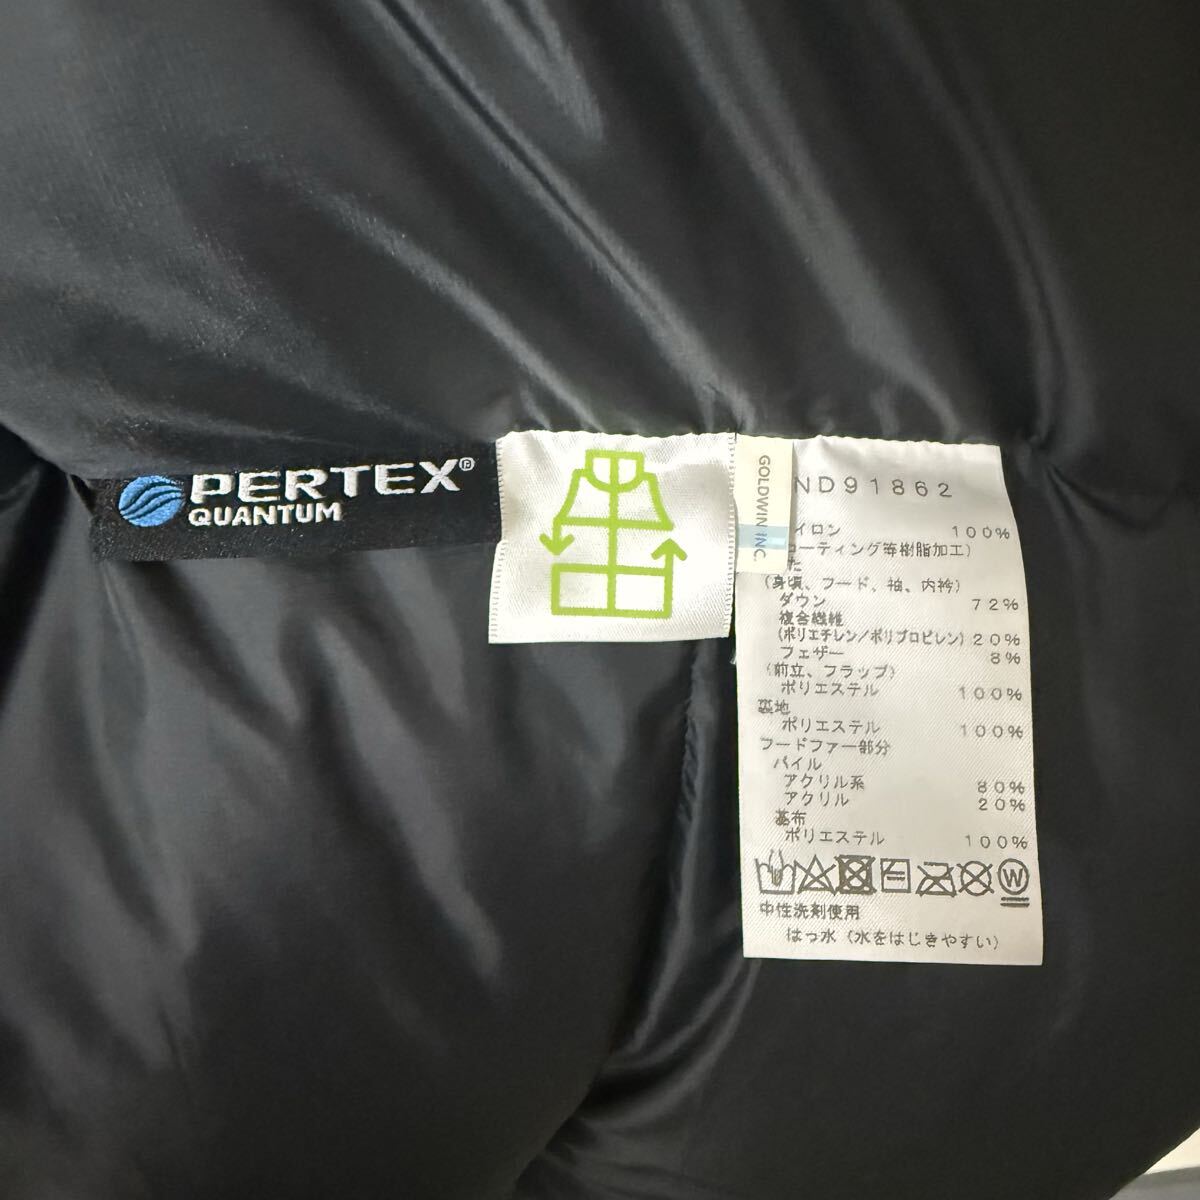 PERTEX®
QUANTUM
GOLDWIN INC.
ND91862
イロン 100%
ーティング等樹脂加工)
た
(身頃、フード、袖、内衿)
ダウン 72%
複合繊維
(ポリエチレン/ポリプロピレン) 20%
フェザー 8%
(前立、フラップ)
ポリエステル 100%
裏地
ポリエステル 100%
フードファー部分
パイル
アクリル系 80%
アクリル 20%
基布
ポリエステル 100%
W
中性洗剤使用
はっ水 (水をはじきやすい)